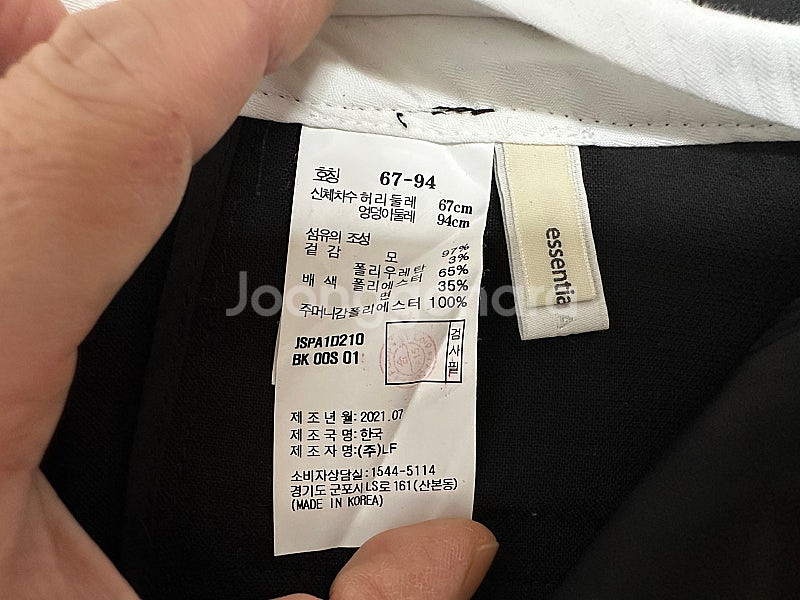 호칭 67-94
신체치수 허리둘레 67cm
엉덩이둘레 94cm
섬유의 조성
겉감 모 97%
폴리우레탄 3%
배색 폴리에스터 65%
면 35%
주머니감 폴리에스터 100%
JSPA1D210
BK 00S 01
검사필
제조년월: 2021.07
제조국명: 한국
제조자명:(주)LF
소비자상담실: 1544-5114
경기도 군포시 LS로 161(산본동)
(MADE IN KOREA)
essentia
Joongonara